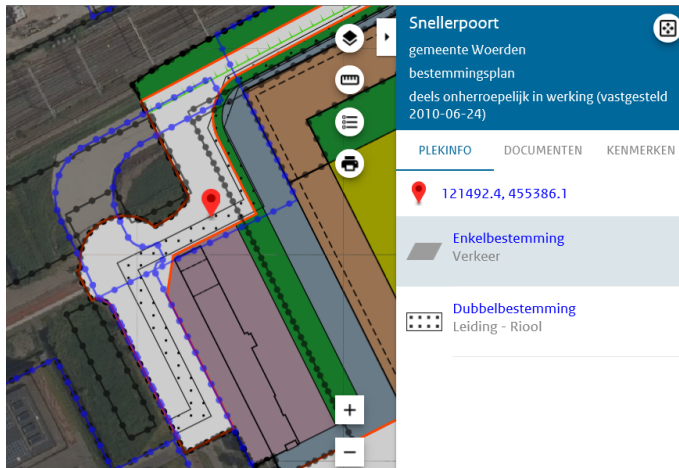 Snellerpoort
gemeente Woerden
bestemmingsplan
deels onherroepelijk in werking (vastgesteld
2010-06-24)
PLEKINFO DOCUMENTEN KENMERKEN
121492.4, 455386.1
Enkelbestemming
Verkeer
Dubbelbestemming
Leiding - Riool